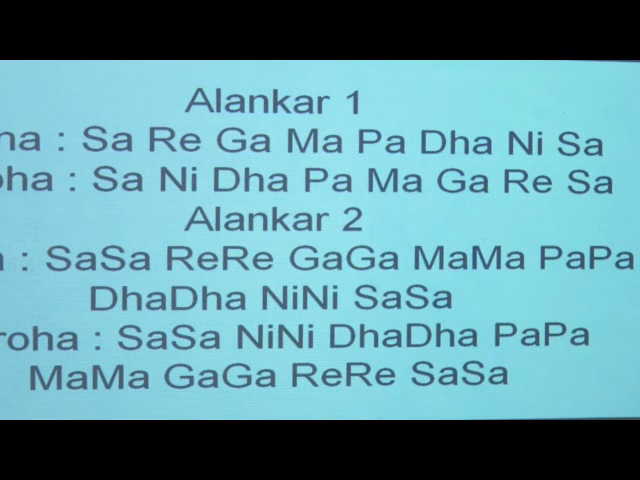 Alankar 1
ha : Sa Re Ga Ma Pa Dha Ni Sa
oha : Sa Ni Dha Pa Ma Ga Re Sa
Alankar 2
: SaSa ReRe GaGa MaMa PaPa
DhaDha NiNi SaSa
roha : SaSa NiNi DhaDha PaPa
MaMa GaGa ReRe SaSa